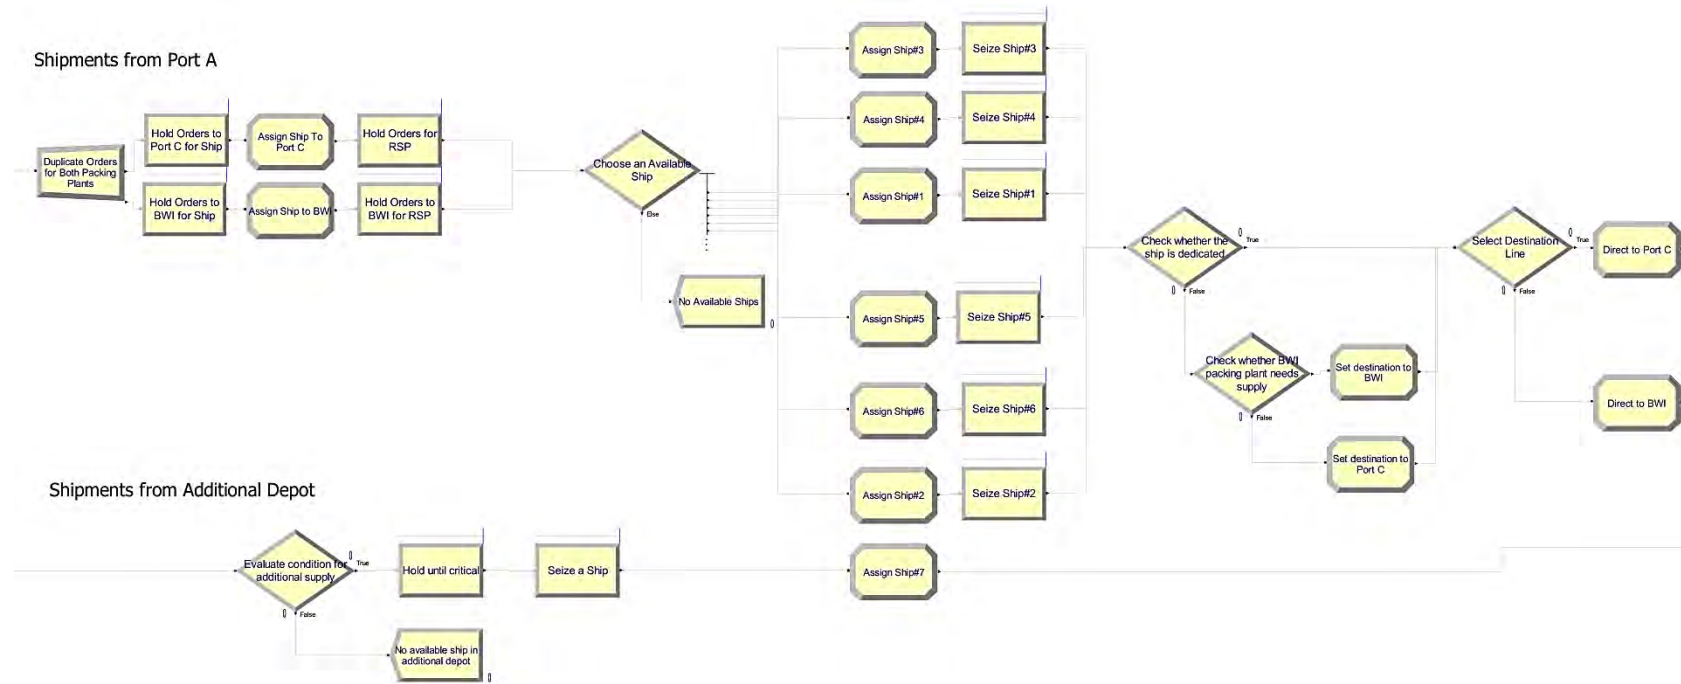 Shipments from Port A
Duplicate Orders
for Both Packing
Plants
Hold Orders to
Port C for Ship
Assign Ship To
Port C
Hold Orders for
RSP
Hold Orders to
BWI for Ship
Assign Ship to BWI
Hold Orders to
BWI for RSP
Choose an Available
Ship
Else
No Available Ships
0
Assign Ship#3
Seize Ship#3
Assign Ship#4
Seize Ship#4
Assign Ship#1
Seize Ship#1
Assign Ship#5
Seize Ship#5
Assign Ship#6
Seize Ship#6
Assign Ship#2
Seize Ship#2
Check whether the
ship is dedicated
0
True
0
False
Check whether BWI
packing plant needs
supply
0
False
Set destination to
BWI
Set destination to
Port C
Select Destination
Line
0
True
0
False
Direct to Port C
Direct to BWI
Shipments from Additional Depot
Evaluate condition for
additional supply
0
True
0
False
Hold until critical
Seize a Ship
Assign Ship#7
No available ship in
additional depot
0